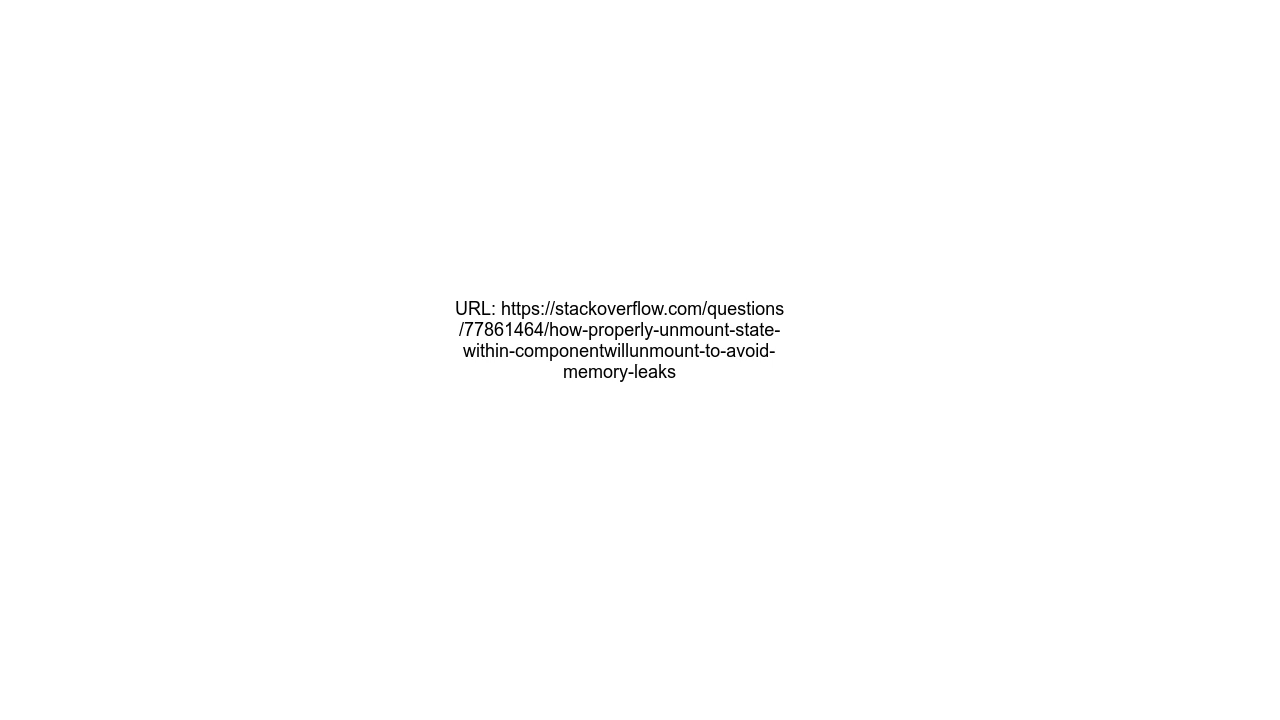 URL: https://stackoverflow.com/questions
/77861464/how-properly-unmount-state-
within-componentwillunmount-to-avoid-
memory-leaks